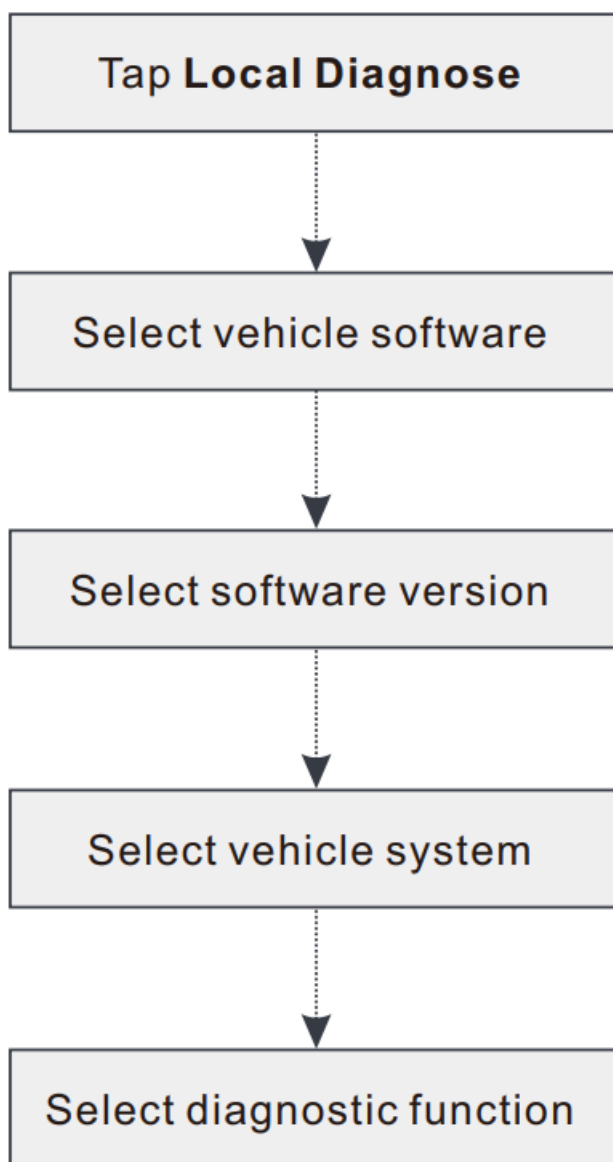 Tap Local Diagnose
Select vehicle software
Select software version
Select vehicle system
Select diagnostic function